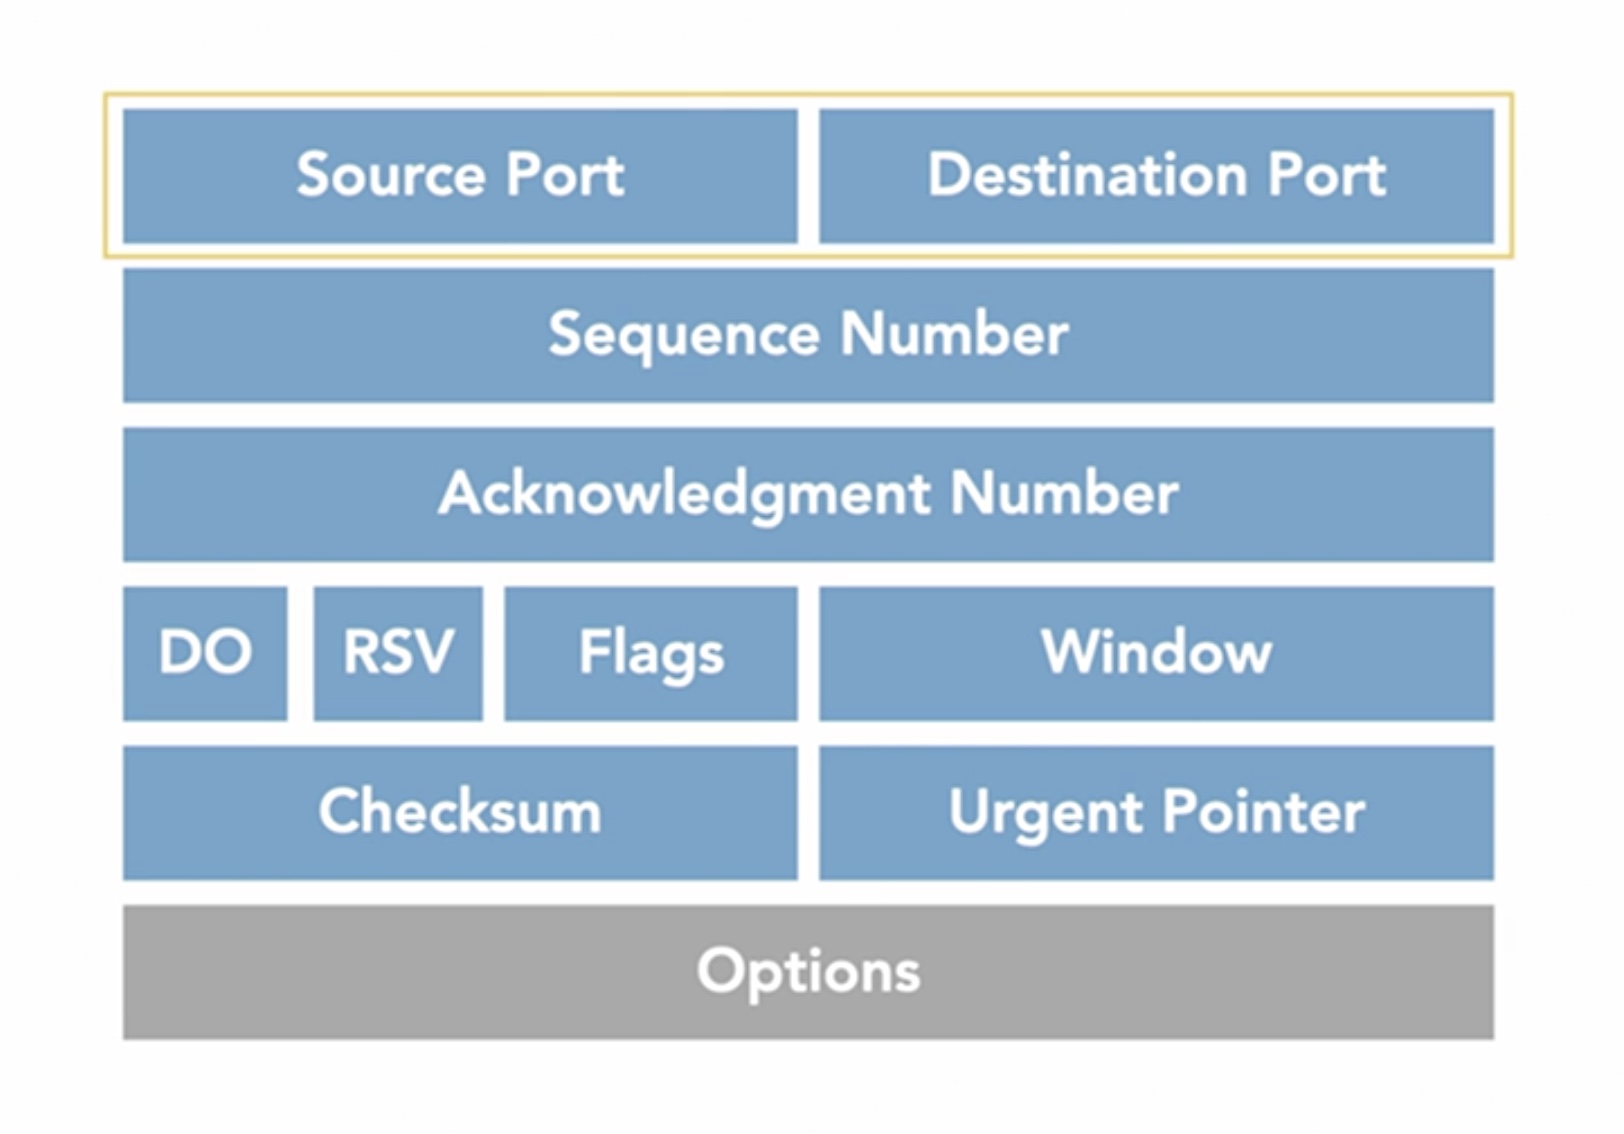 Source Port Destination Port
Sequence Number
Acknowledgment Number
DO RSV Flags Window
Checksum Urgent Pointer
Options